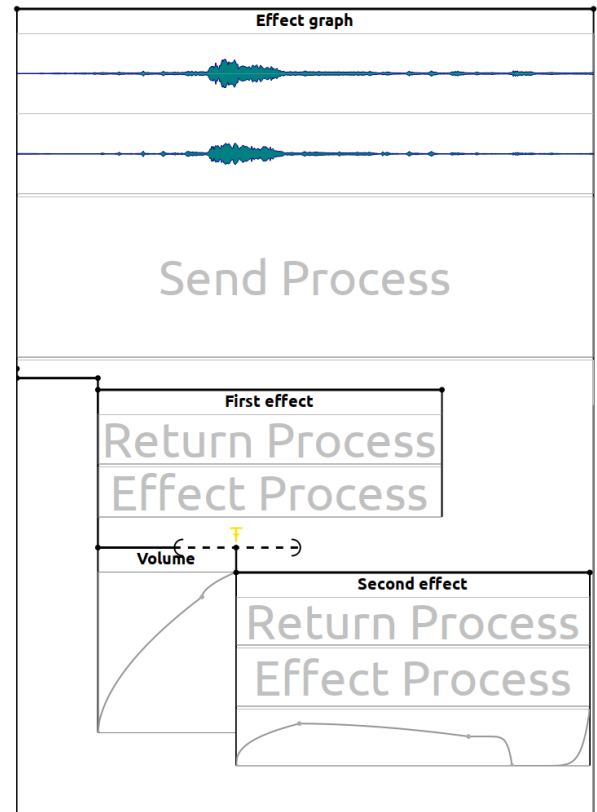 Effect graph
Send Process
First effect
Return Process
Effect Process
Volume
Second effect
Return Process
Effect Process